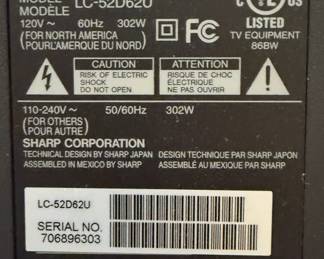 MODEL LC-52D62U
MODÈLE
120V~ 60Hz 302W
(FOR NORTH AMERICA)
(POUR L'AMERIQUE DU NORD)
FC
C UL US
LISTED
TV EQUIPMENT
86BW
CAUTION
RISK OF ELECTRIC
SHOCK
DO NOT OPEN
ATTENTION
RISQUE DE CHOC
ÉLECTRIQUE
NE PAS OUVRIR
110-240V~ 50/60Hz 302W
(FOR OTHERS)
(POUR AUTRE)
SHARP CORPORATION
TECHNICAL DESIGN BY SHARP JAPAN DESIGN TECHNIQUE PAR SHARP JAPON
ASSEMBLED IN MEXICO BY SHARP ASSEMBLÉ AU MEXIQUE PAR SHARP
LC-52D62U
SERIAL NO.
706896303